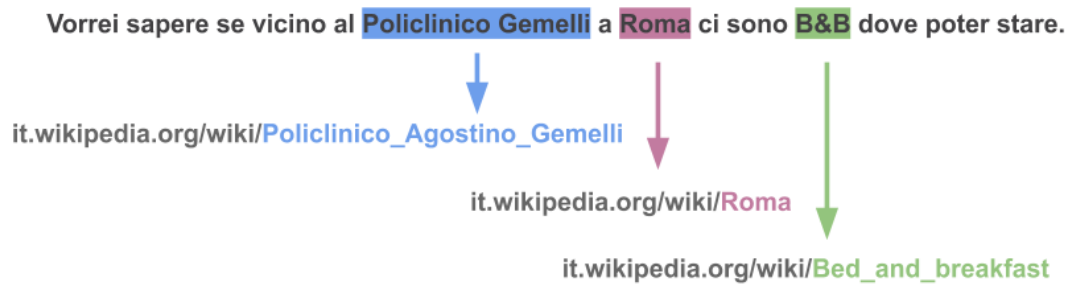 Vorrei sapere se vicino al Policlinico Gemelli a Roma ci sono B&B dove poter stare.
it.wikipedia.org/wiki/Policlinico_Agostino_Gemelli
it.wikipedia.org/wiki/Roma
it.wikipedia.org/wiki/Bed_and_breakfast